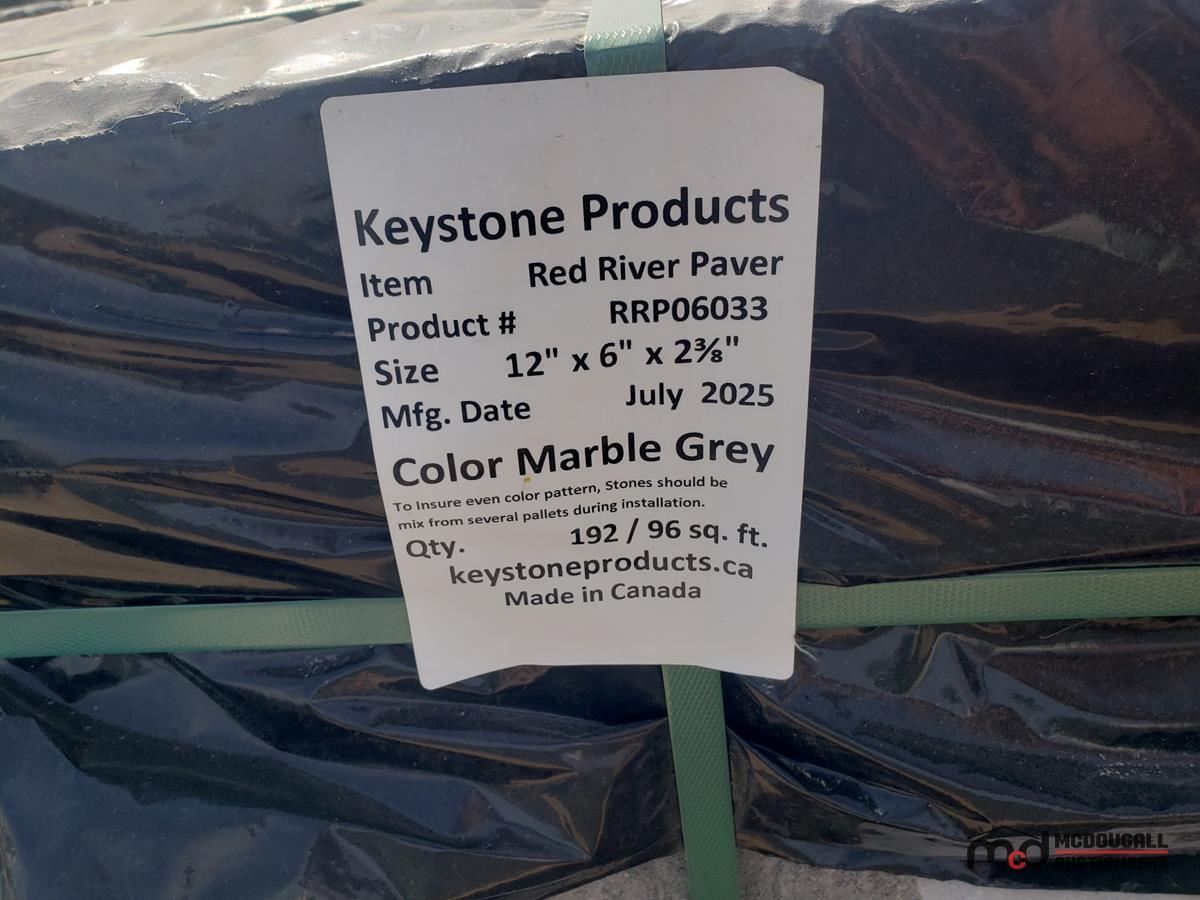 Keystone Products
Item Red River Paver
Product # RRP06033
Size 12" x 6" x 2⅜"
Mfg. Date July 2025
Color Marble Grey
To Insure even color pattern, Stones should be
mix from several pallets during installation.
Qty. 192 / 96 sq. ft.
keystoneproducts.ca
Made in Canada
mcd MCDOUGALL